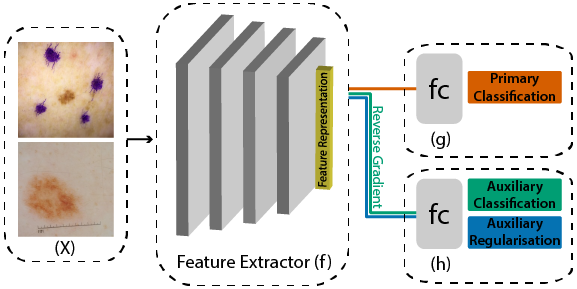 (X)
Feature Representation
Feature Extractor (f)
Reverse Gradient
fc
Primary
Classification
(g)
fc
Auxiliary
Classification
Auxiliary
Regularisation
(h)